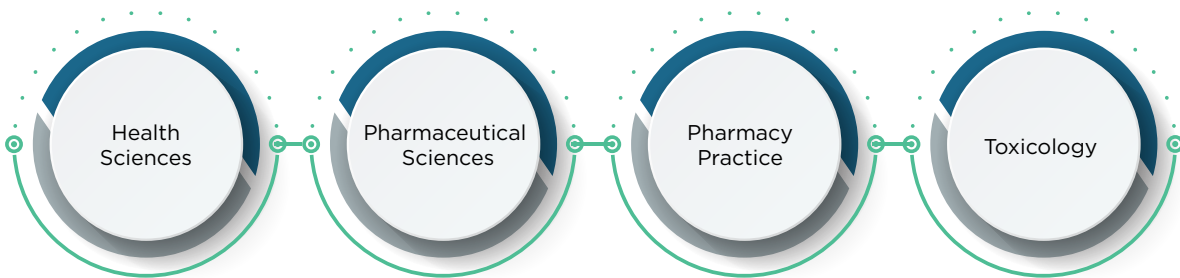 Health
Sciences
Pharmaceutical
Sciences
Pharmacy
Practice
Toxicology